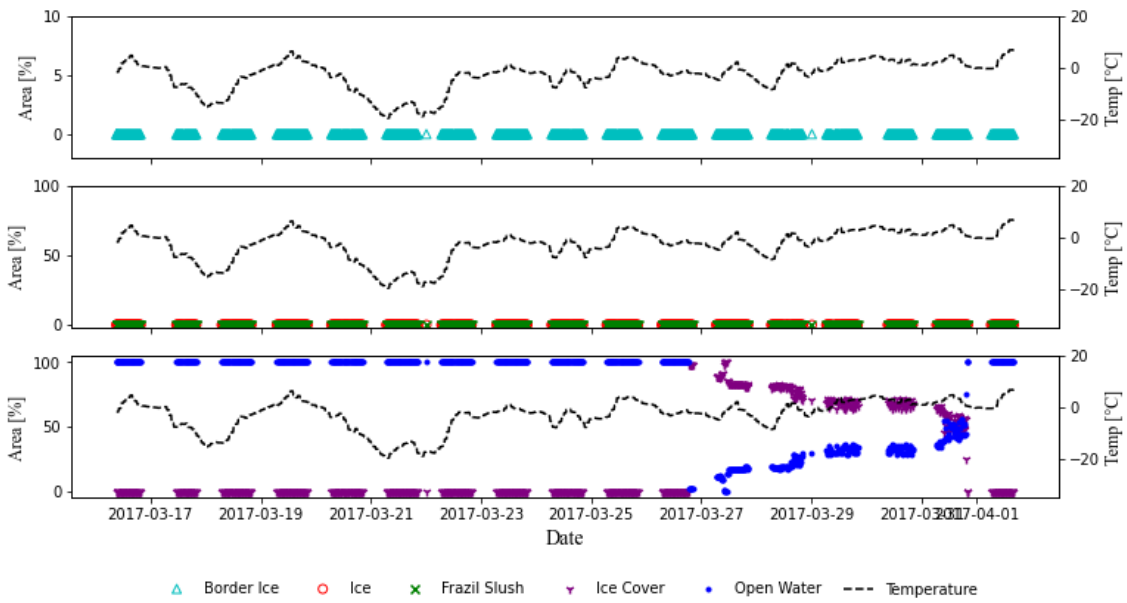 10
5
0
Area [%]
20
0
−20
Temp [°C]
100
50
0
Area [%]
20
0
−20
Temp [°C]
100
50
0
Area [%]
20
0
−20
Temp [°C]
2017-03-17 2017-03-19 2017-03-21 2017-03-23 2017-03-25 2017-03-27 2017-03-29 2017-03-31 2017-04-01
Date
Border Ice Ice Frazil Slush Ice Cover Open Water Temperature